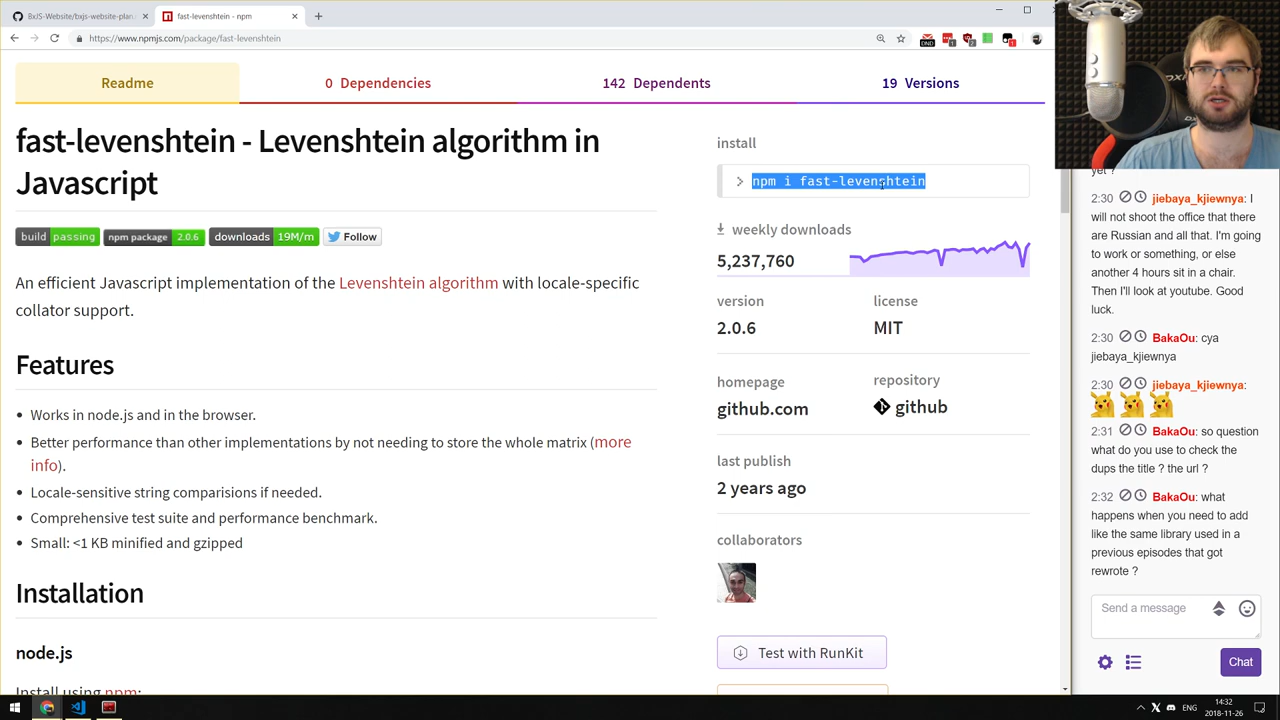 BxJS-Website/bxjs-website-plan
fast-levenshtein - npm
https://www.npmjs.com/package/fast-levenshtein
Readme
0 Dependencies
142 Dependents
19 Versions
fast-levenshtein - Levenshtein algorithm in
Javascript
build passing
npm package 2.0.6
downloads 19M/m
Follow
An efficient Javascript implementation of the Levenshtein algorithm with locale-specific
collator support.
Features
Works in node.js and in the browser.
Better performance than other implementations by not needing to store the whole matrix (more
info).
Locale-sensitive string comparisions if needed.
Comprehensive test suite and performance benchmark.
Small: <1 KB minified and gzipped
Installation
node.js
Install using npm:
install
> npm i fast-levenshtein
weekly downloads
5,237,760
version
2.0.6
license
MIT
homepage
github.com
repository
github
last publish
2 years ago
collaborators
Test with RunKit
yet ?
2:30 jiebaya_kjiewnya: I
will not shoot the office that there
are Russian and all that. I'm going
to work or something, or else
another 4 hours sit in a chair.
Then I'll look at youtube. Good
luck.
2:30 BakaOu: cya
jiebaya_kjiewnya
2:30 jiebaya_kjiewnya:
2:31 BakaOu: so question
what do you use to check the
dups the title ? the url ?
2:32 BakaOu: what
happens when you need to add
like the same library used in a
previous episodes that got
rewrote ?
Send a message
Chat
ENG
14:32
2018-11-26